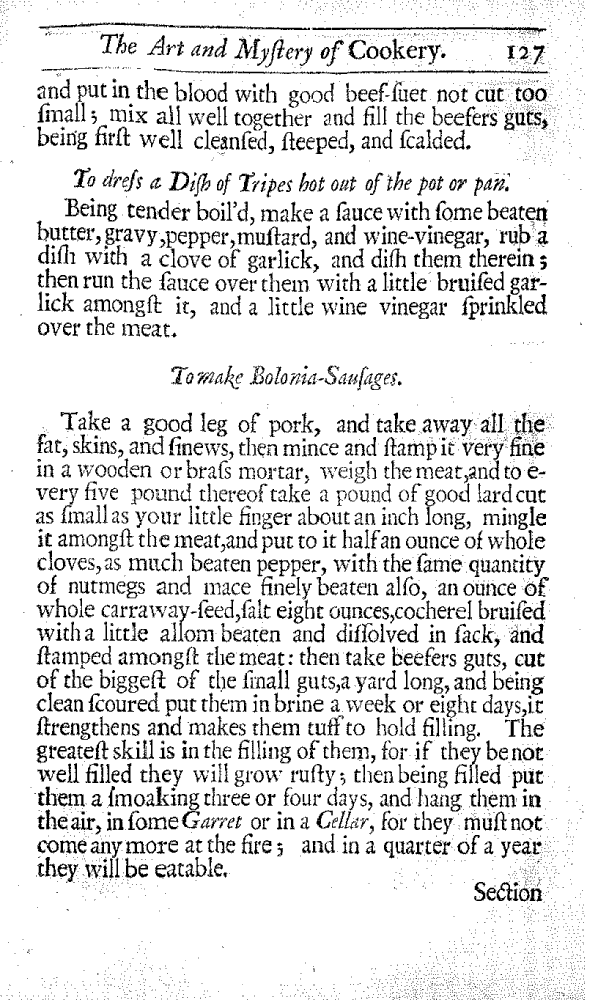 The Art and Myſtery of Cookery. 127
and put in the blood with good beef-ſuet not cut too
ſmall; mix all well together and fill the beefers guts,
being firſt well cleanſed, ſteeped, and ſcalded.
To dreſs a Diſh of Tripes hot out of the pot or pan.
Being tender boil'd, make a ſauce with ſome beaten
butter, gravy, pepper, muſtard, and wine-vinegar, rub a
diſh with a clove of garlick, and diſh them therein;
then run the ſauce over them with a little bruiſed gar-
lick amongſt it, and a little wine vinegar ſprinkled
over the meat.
To make Bolonia-Sauſages.
Take a good leg of pork, and take away all the
fat, skins, and ſinews, then mince and ſtamp it very fine
in a wooden or braſs mortar, weigh the meat, and to e-
very five pound thereof take a pound of good lard cut
as ſmall as your little finger about an inch long, mingle
it amongſt the meat, and put to it half an ounce of whole
cloves, as much beaten pepper, with the ſame quantity
of nutmegs and mace finely beaten alſo, an ounce of
whole carraway-ſeed, ſalt eight ounces, cocherel bruiſed
with a little allom beaten and diſſolved in ſack, and
ſtamped amongſt the meat: then take beefers guts, cut
of the biggeſt of the ſmall guts, a yard long, and being
clean ſcoured put them in brine a week or eight days, it
ſtrengthens and makes them tuff to hold filling. The
greateſt skill is in the filling of them, for if they be not
well filled they will grow ruſty; then being filled put
them a ſmoaking three or four days, and hang them in
the air, in ſome Garret or in a Cellar, for they muſt not
come any more at the fire; and in a quarter of a year
they will be eatable.
Section